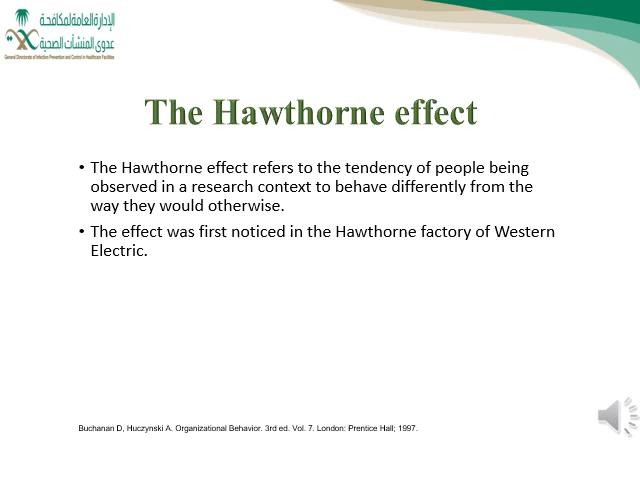 الإدارة العامة لمكافحة
عدوى المنشآت الصحية
General Directorate of Infection Prevention and Control in Healthcare Facilities
The Hawthorne effect
• The Hawthorne effect refers to the tendency of people being
observed in a research context to behave differently from the
way they would otherwise.
• The effect was first noticed in the Hawthorne factory of Western
Electric.
Buchanan D, Huczynski A. Organizational Behavior. 3rd ed. Vol. 7. London: Prentice Hall; 1997.